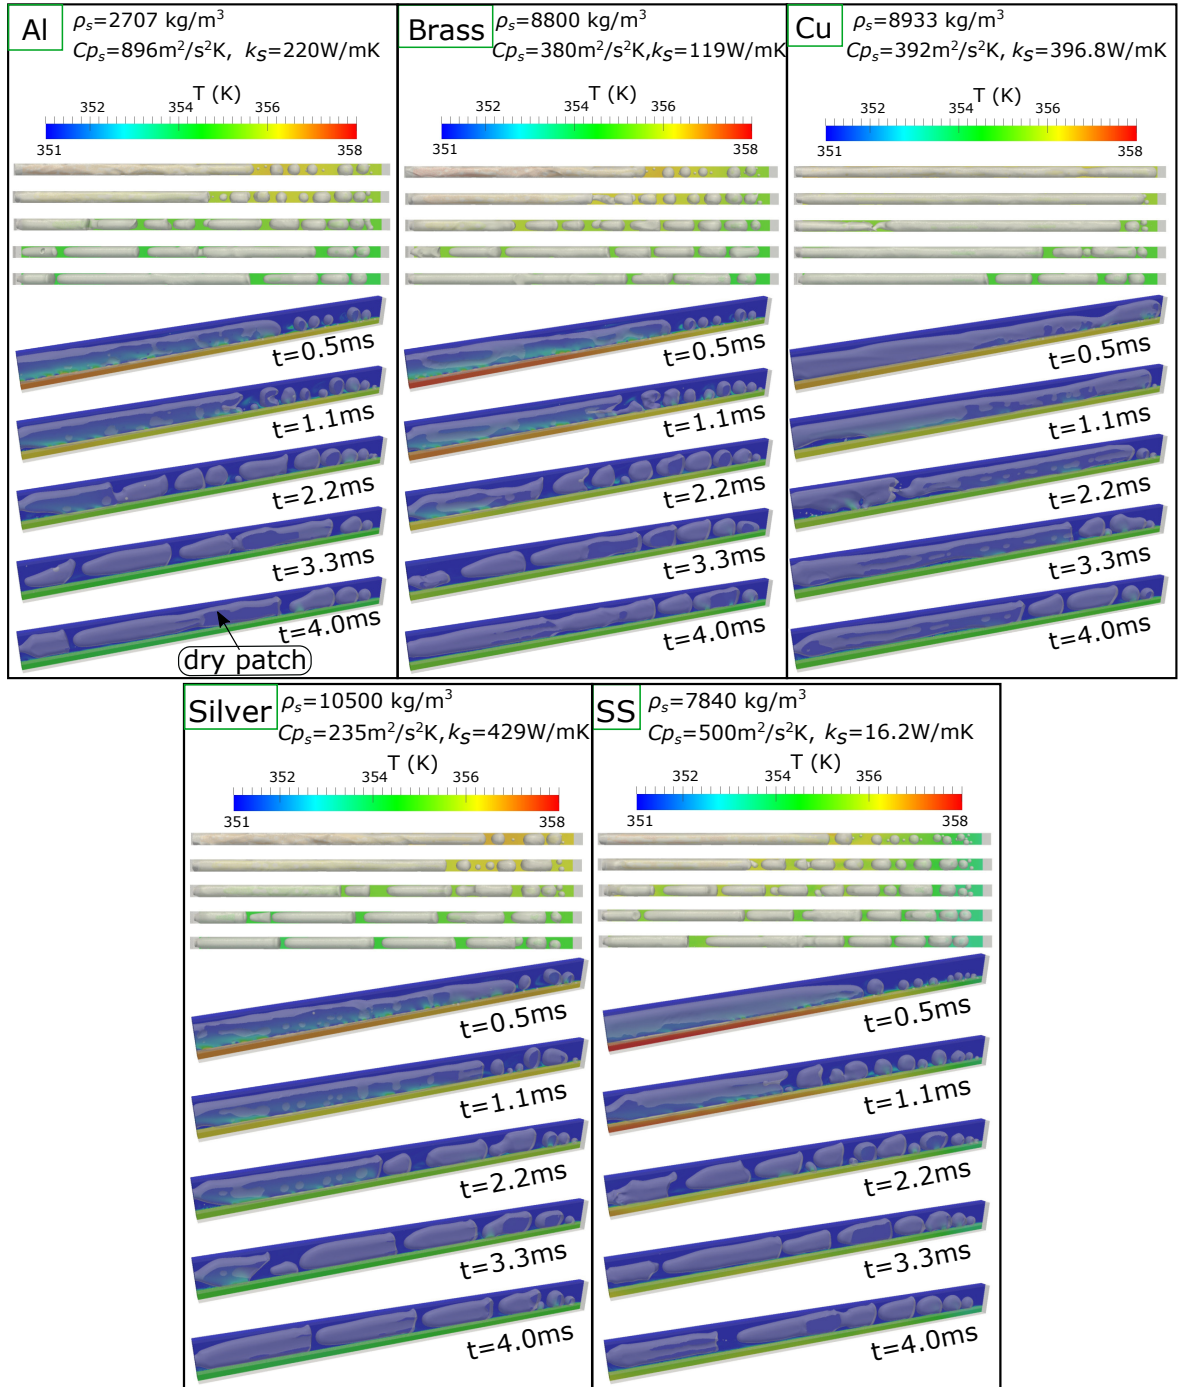 Al
ρₛ=2707 kg/m³
Cpₛ=896m²/s²K, kₛ=220W/mK
T (K)
352 354 356
351 358
t=0.5ms
t=1.1ms
t=2.2ms
t=3.3ms
t=4.0ms
dry patch
Brass
ρₛ=8800 kg/m³
Cpₛ=380m²/s²K,kₛ=119W/mK
T (K)
352 354 356
351 358
t=0.5ms
t=1.1ms
t=2.2ms
t=3.3ms
t=4.0ms
Cu
ρₛ=8933 kg/m³
Cpₛ=392m²/s²K, kₛ=396.8W/mK
T (K)
352 354 356
351 358
t=0.5ms
t=1.1ms
t=2.2ms
t=3.3ms
t=4.0ms
Silver
ρₛ=10500 kg/m³
Cpₛ=235m²/s²K,kₛ=429W/mK
T (K)
352 354 356
351 358
t=0.5ms
t=1.1ms
t=2.2ms
t=3.3ms
t=4.0ms
SS
ρₛ=7840 kg/m³
Cpₛ=500m²/s²K, kₛ=16.2W/mK
T (K)
352 354 356
351 358
t=0.5ms
t=1.1ms
t=2.2ms
t=3.3ms
t=4.0ms